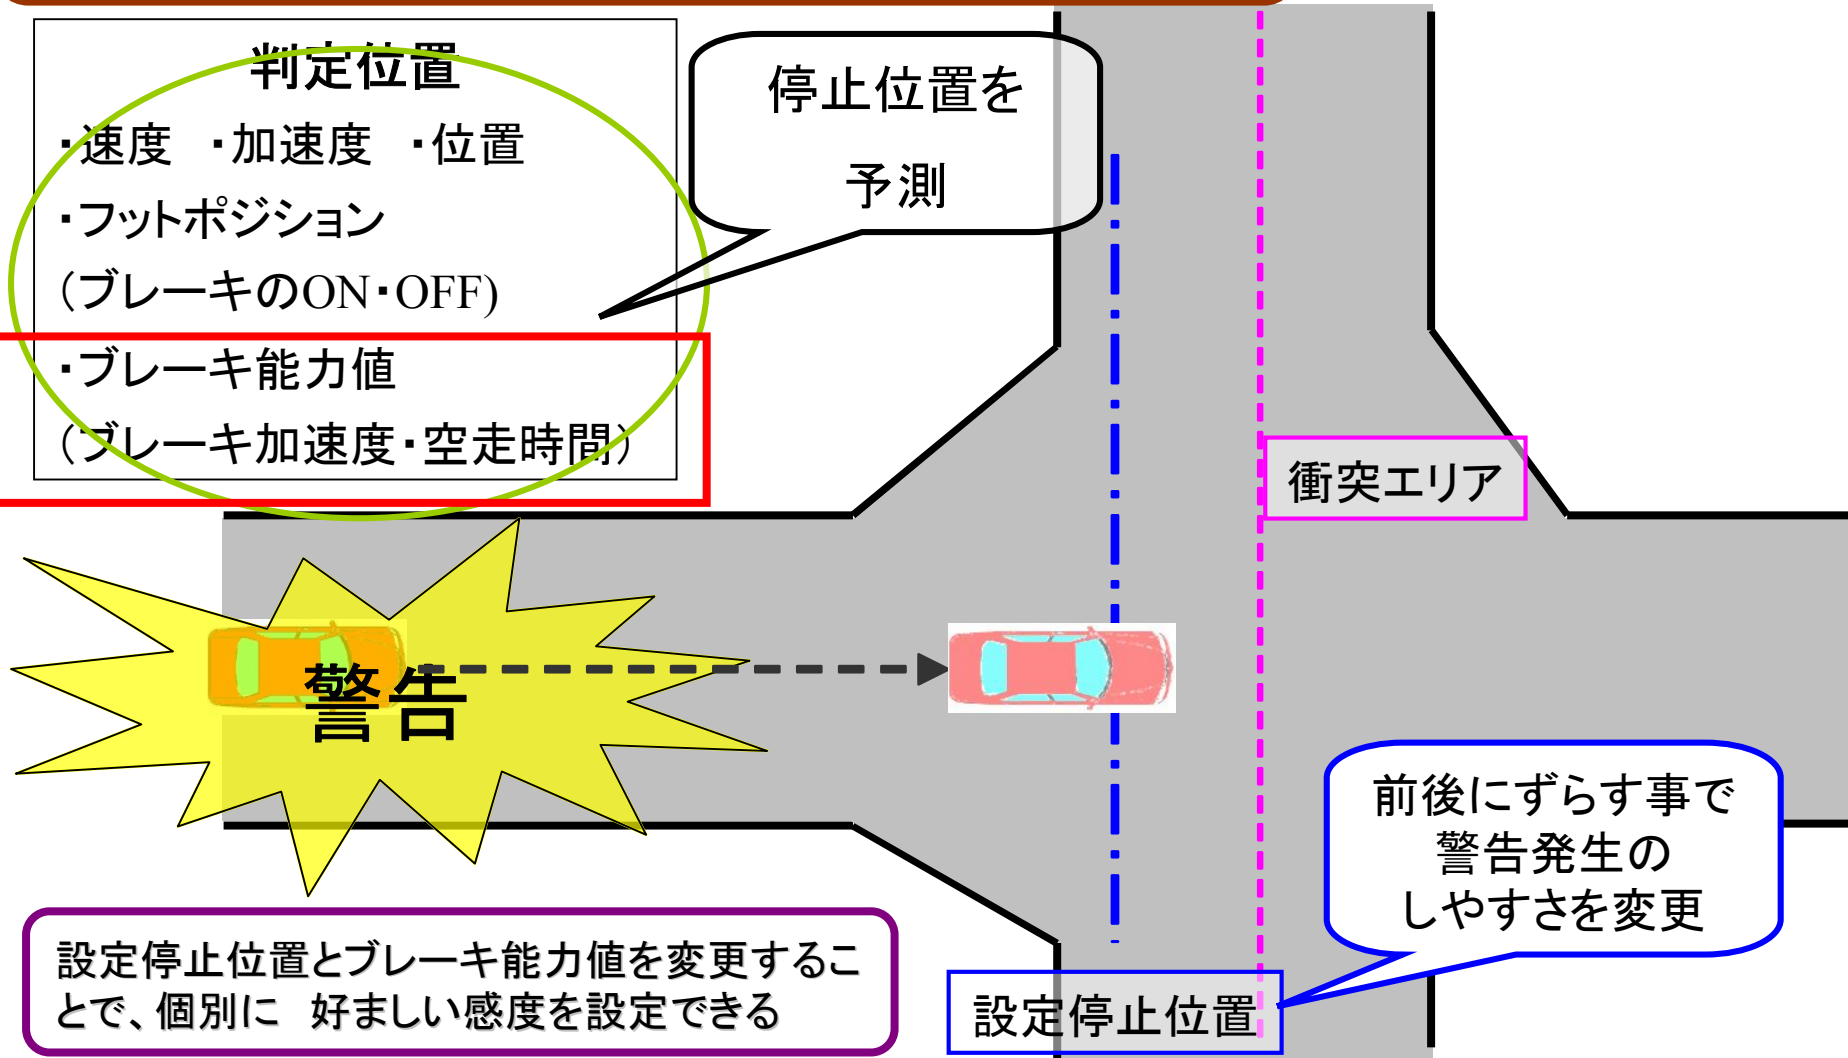 判定位置
・速度　・加速度　・位置
・フットポジション
（ブレーキのON・OFF)
・ブレーキ能力値
（ブレーキ加速度・空走時間）
停止位置を
予測
衝突エリア
警告
前後にずらす事で
警告発生の
しやすさを変更
設定停止位置とブレーキ能力値を変更するこ
とで、個別に　好ましい感度を設定できる
設定停止位置